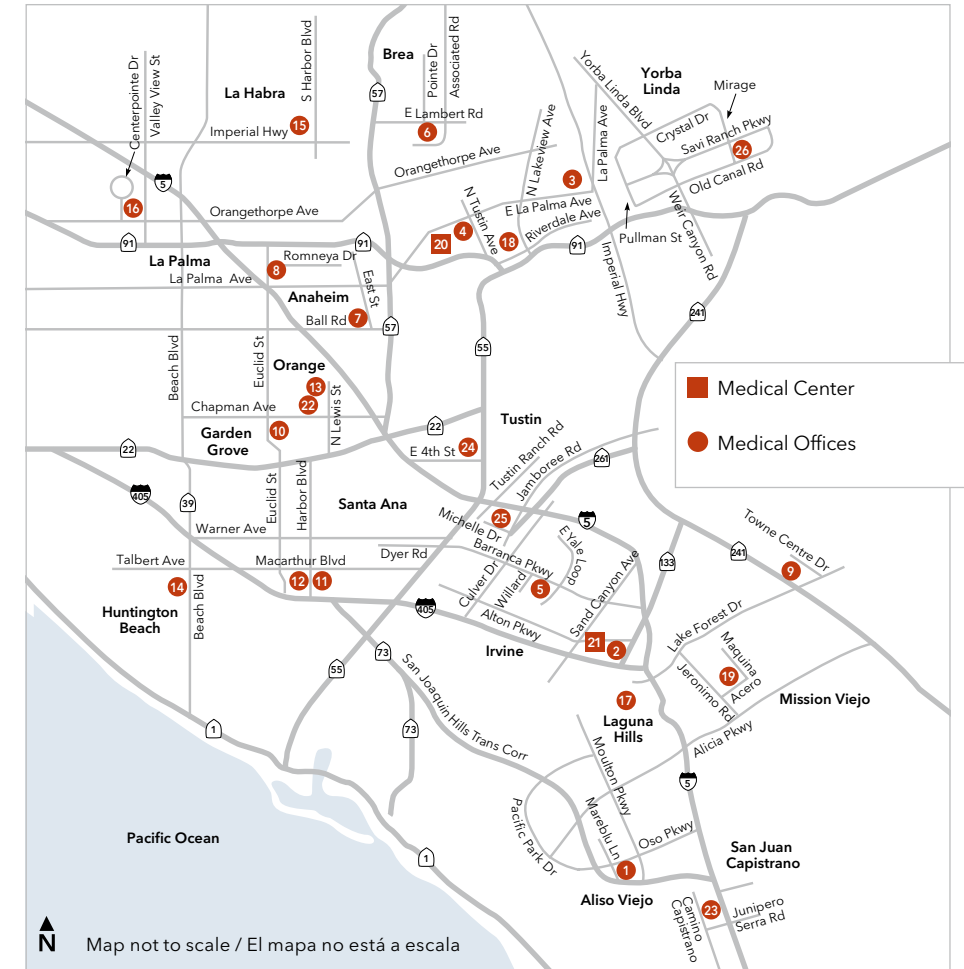 Brea
Yorba
Linda
La Habra
Mirage
Centerpointe Dr
Valley View St
S Harbor Blvd
Pointe Dr
Associated Rd
57
E Lambert Rd
6
15
Imperial Hwy
Yorba Linda Blvd
Crystal Dr
Savi Ranch Pkwy
26
Old Canal Rd
La Palma Ave
N Lakeview Ave
Orangethorpe Ave
3
5
16
Orangethorpe Ave
N Tustin Ave
E La Palma Ave
Riverdale Ave
Weir Canyon Rd
Pullman St
4
20
18
91
91
91
La Palma
Romneya Dr
8
La Palma Ave
East St
Imperial Hwy
Anaheim
Ball Rd
7
57
241
55
Beach Blvd
Euclid St
Orange
13
22
Chapman Ave
N Lewis St
Medical Center
Medical Offices
Garden
Grove
10
22
22
Tustin
E 4th St
24
Tustin Ranch Rd
Jamboree Rd
261
405
39
Euclid St
Harbor Blvd
Santa Ana
25
5
Michelle Dr
Warner Ave
Dyer Rd
Barranca Pkwy
E Yale Loop
Towne Centre Dr
241
9
133
Talbert Ave
Macarthur Blvd
14
12
11
Culver Dr
Willard
5
Sand Canyon Ave
Huntington
Beach
Beach Blvd
405
Alton Pkwy
Irvine
21
2
Lake Forest Dr
Maquina
19
Acero
Jeronimo Rd
Mission Viejo
55
73
San Joaquin Hills Trans Corr
17
Laguna
Hills
Alicia Pkwy
1
73
Moulton Pkwy
5
Pacific Park Dr
Mareblu Ln
Oso Pkwy
Pacific Ocean
1
1
San Juan
Capistrano
Aliso Viejo
23
Camino
Capistrano
Junipero
Serra Rd
N
Map not to scale / El mapa no está a escala